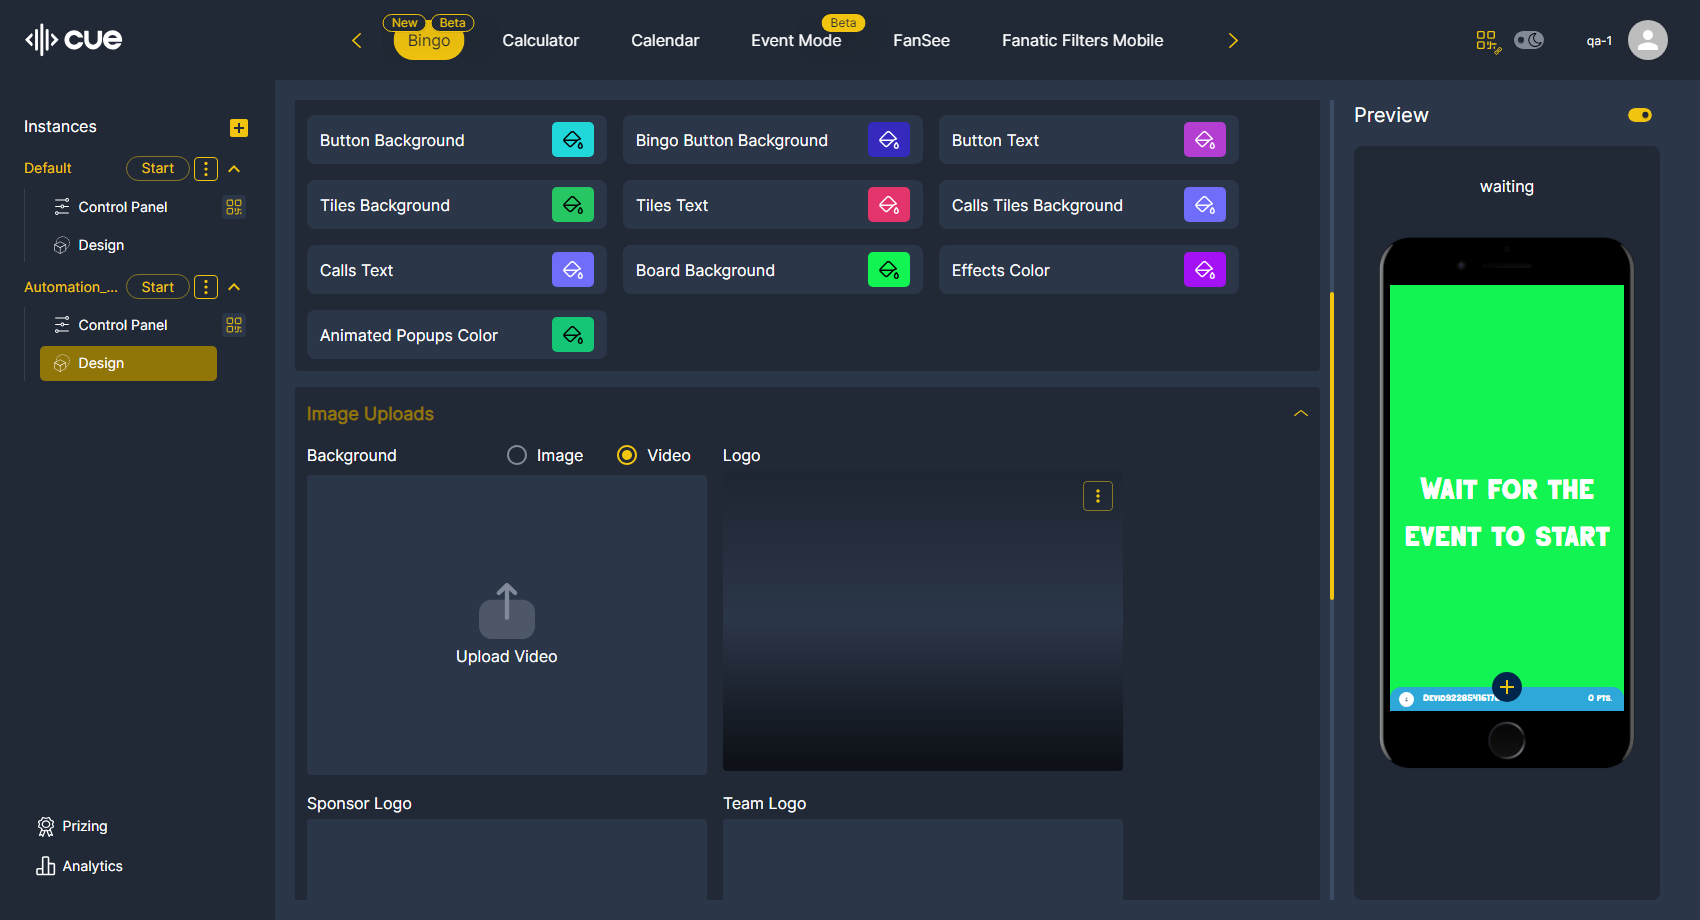 cue
New
Beta
Bingo
Calculator
Calendar
Beta
Event Mode
FanSee
Fanatic Filters Mobile
qa-1
Instances
Default
Start
Control Panel
Design
Automation_...
Start
Control Panel
Design
Prizing
Analytics
Button Background
Bingo Button Background
Button Text
Tiles Background
Tiles Text
Calls Tiles Background
Calls Text
Board Background
Effects Color
Animated Popups Color
Image Uploads
Background
Image
Video
Logo
Upload Video
Sponsor Logo
Team Logo
Preview
waiting
WAIT FOR THE
EVENT TO START
0 PTS.